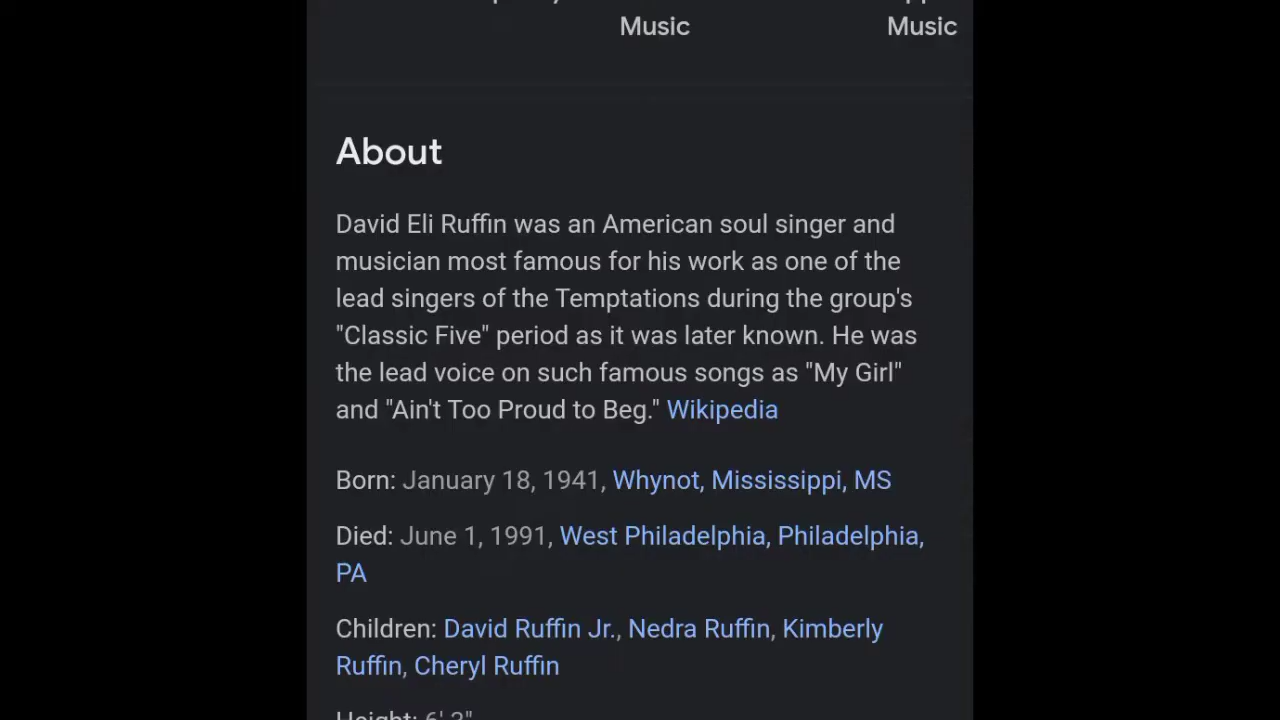 Music
Music
About
David Eli Ruffin was an American soul singer and
musician most famous for his work as one of the
lead singers of the Temptations during the group's
"Classic Five" period as it was later known. He was
the lead voice on such famous songs as "My Girl"
and "Ain't Too Proud to Beg." Wikipedia
Born: January 18, 1941, Whynot, Mississippi, MS
Died: June 1, 1991, West Philadelphia, Philadelphia,
PA
Children: David Ruffin Jr., Nedra Ruffin, Kimberly
Ruffin, Cheryl Ruffin
Height: